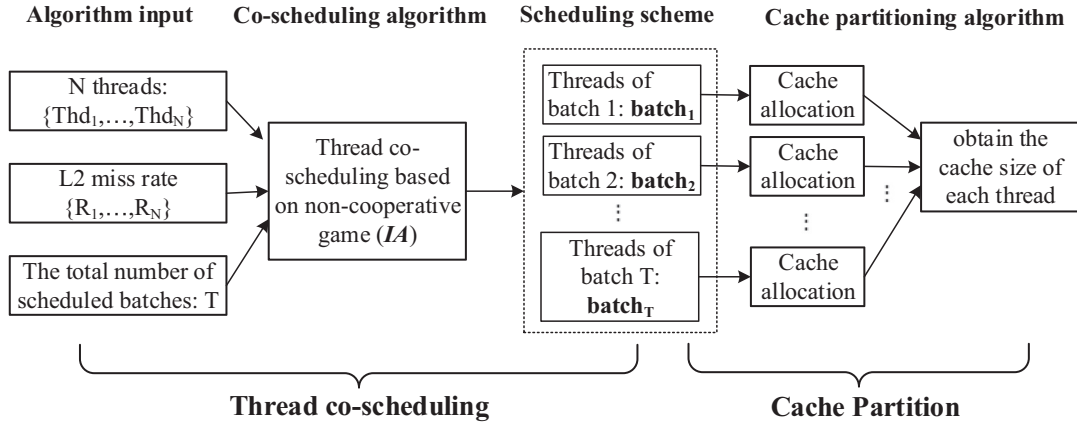 Algorithm input
Co-scheduling algorithm
Scheduling scheme
Cache partitioning algorithm
N threads:
{Thd₁,…,Thd_N}
L2 miss rate
{R₁,…,R_N}
The total number of
scheduled batches: T
Thread co-
scheduling based
on non-cooperative
game (IA)
Threads of
batch 1: batch₁
Threads of
batch 2: batch₂
⋮
Threads of
batch T:
batch_T
Cache
allocation
Cache
allocation
⋮
Cache
allocation
⋮
obtain the
cache size of
each thread
Thread co-scheduling
Cache Partition